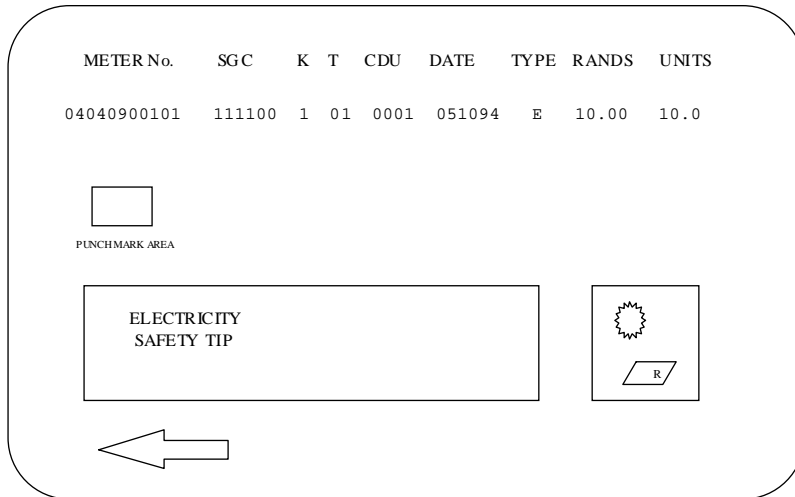 METER No. SGC K T CDU DATE TYPE RANDS UNITS
04040900101 111100 1 01 0001 051094 E 10.00 10.0
PUNCHMARK AREA
ELECTRICITY
SAFETY TIP
R